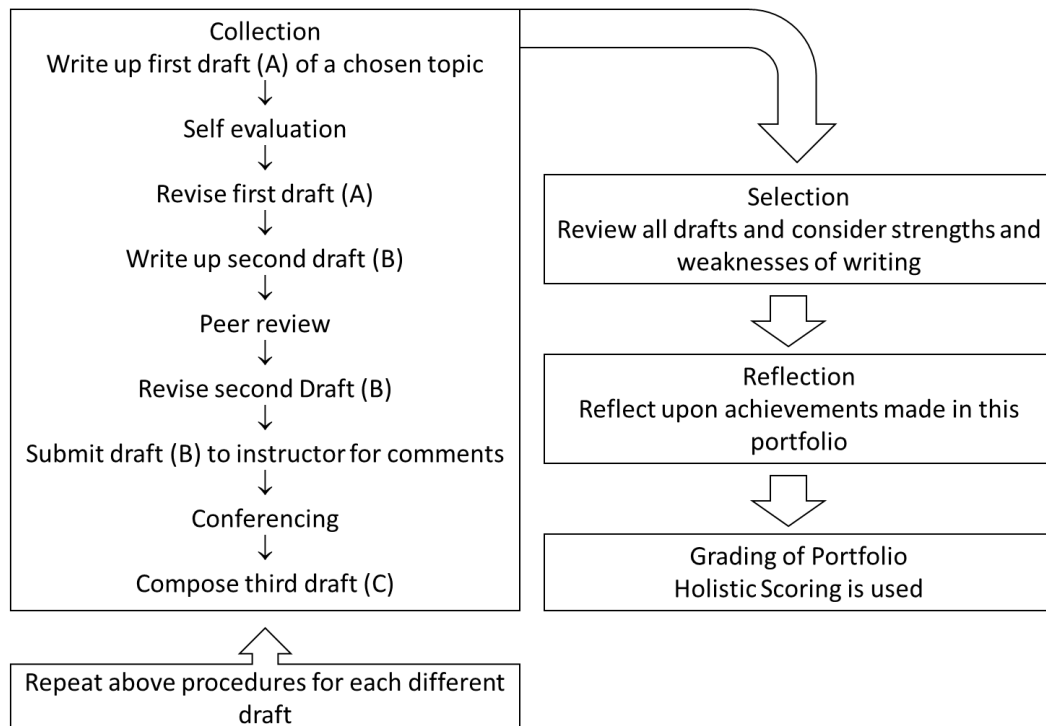 Collection
Write up first draft (A) of a chosen topic
↓
Self evaluation
↓
Revise first draft (A)
↓
Write up second draft (B)
↓
Peer review
↓
Revise second Draft (B)
↓
Submit draft (B) to instructor for comments
↓
Conferencing
↓
Compose third draft (C)
Repeat above procedures for each different
draft
Selection
Review all drafts and consider strengths and
weaknesses of writing
Reflection
Reflect upon achievements made in this
portfolio
Grading of Portfolio
Holistic Scoring is used